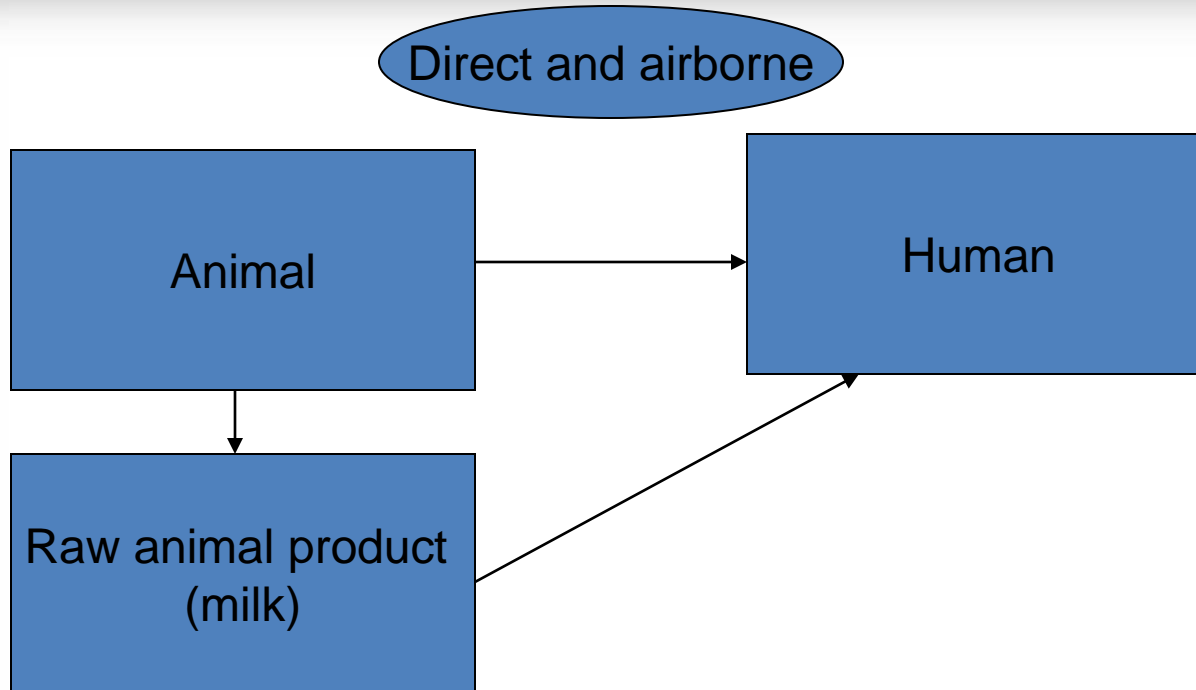 Direct and airborne
Animal
Human
Raw animal product
(milk)